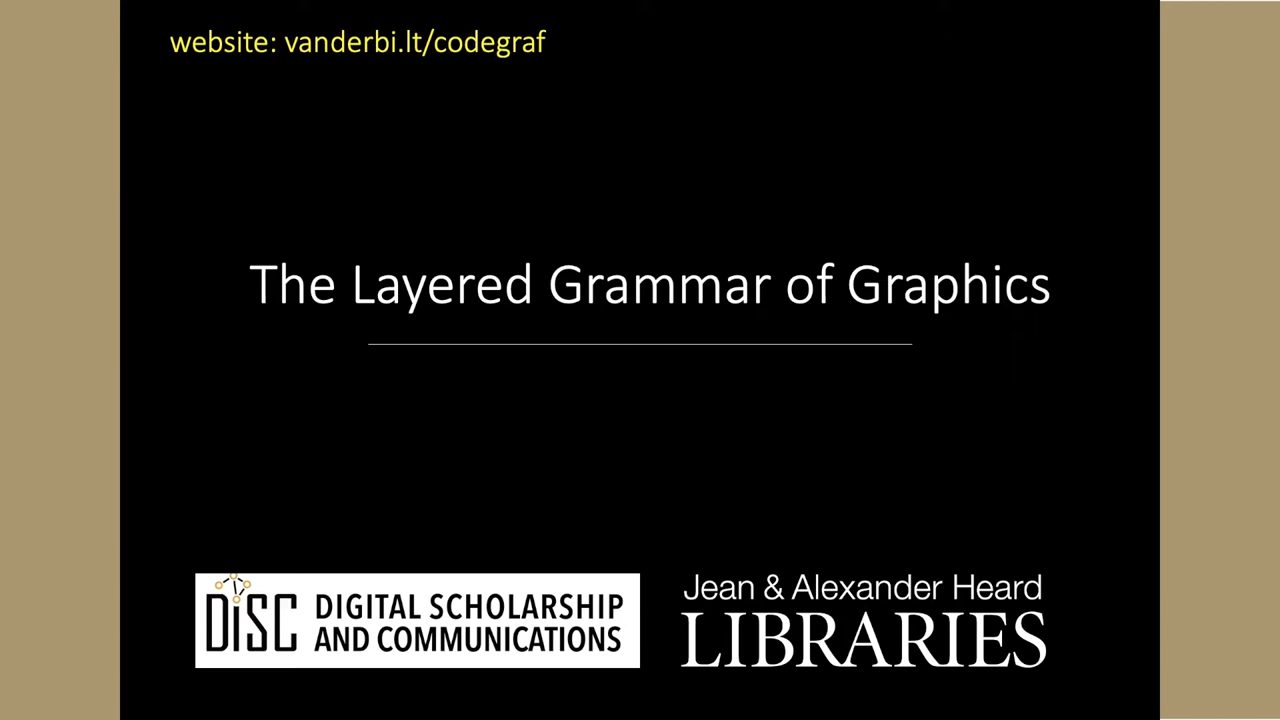 website: vanderbi.lt/codegraf
The Layered Grammar of Graphics
DiSC
DIGITAL SCHOLARSHIP
AND COMMUNICATIONS
Jean & Alexander Heard
LIBRARIES